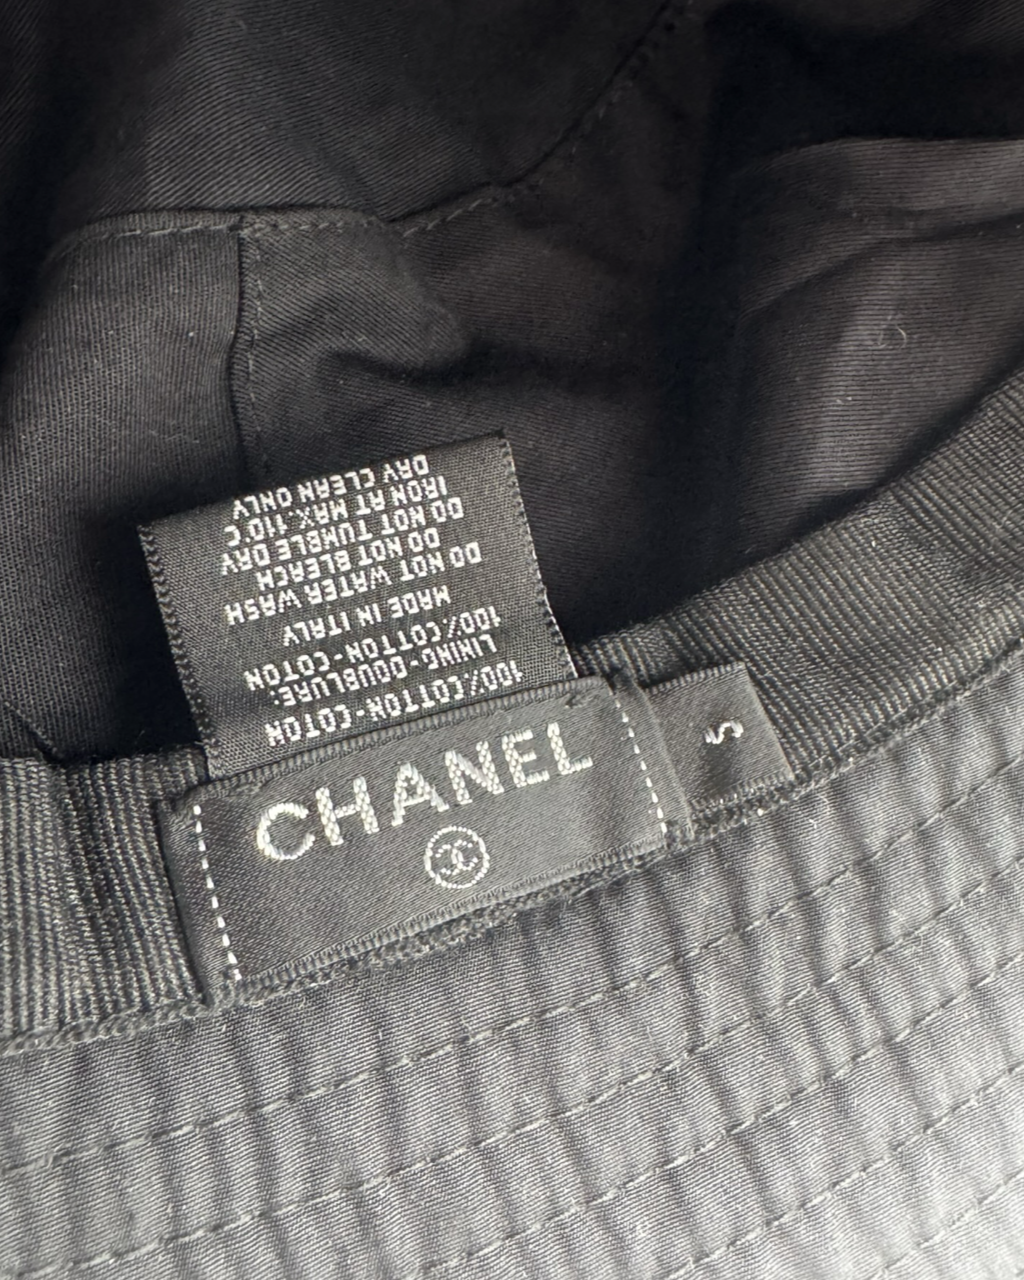 CHANEL
S
100% COTTON-COTON
LINING-DOUBLURE:
100% COTTON-COTON
MADE IN ITALY
DO NOT WATER WASH
DO NOT BLEACH
DO NOT TUMBLE DRY
IRON AT MAX.110°C
DRY CLEAN ONLY